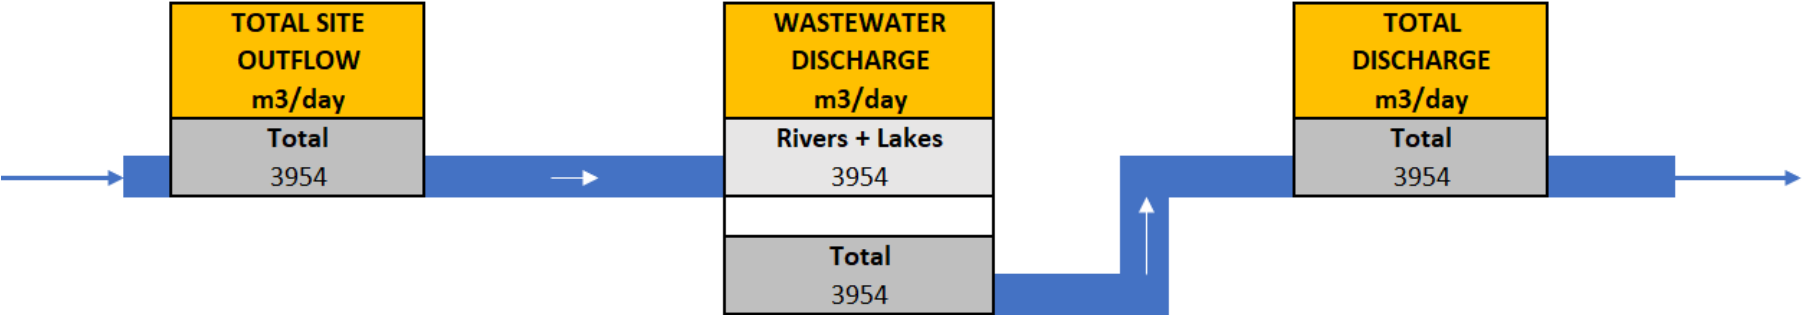 TOTAL SITE
OUTFLOW
m3/day
Total
3954
WASTEWATER
DISCHARGE
m3/day
Rivers + Lakes
3954
Total
3954
TOTAL
DISCHARGE
m3/day
Total
3954